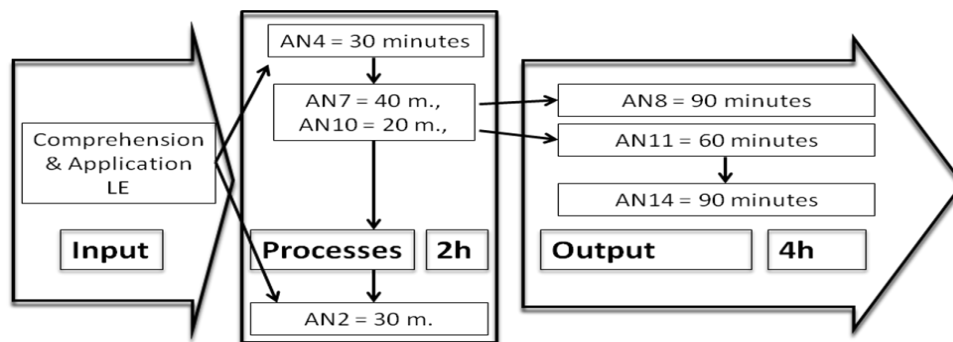 Comprehension
& Application
LE
Input
AN4 = 30 minutes
AN7 = 40 m.,
AN10 = 20 m.,
Processes
2h
AN2 = 30 m.
AN8 = 90 minutes
AN11 = 60 minutes
AN14 = 90 minutes
Output
4h